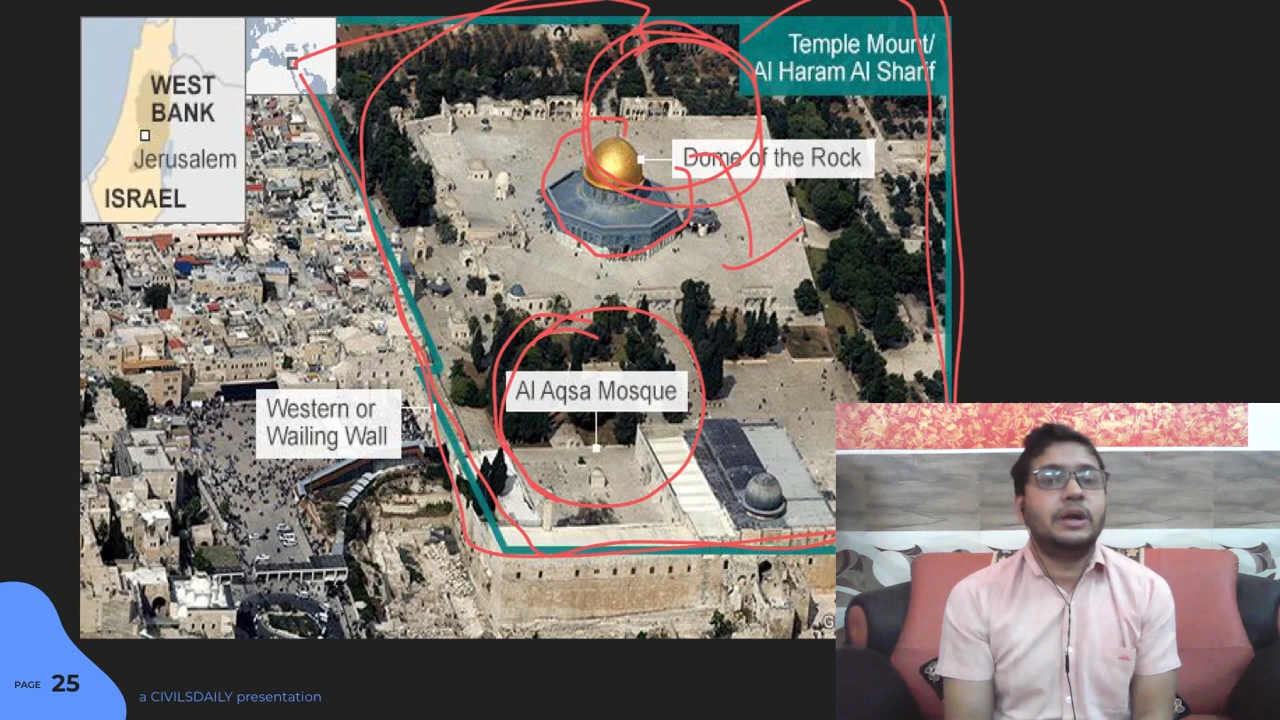 WEST
BANK
Jerusalem
ISRAEL
Temple Mount/
Al Haram Al Sharif
Dome of the Rock
Al Aqsa Mosque
Western or
Wailing Wall
G
PAGE 25
a CIVILSDAILY presentation